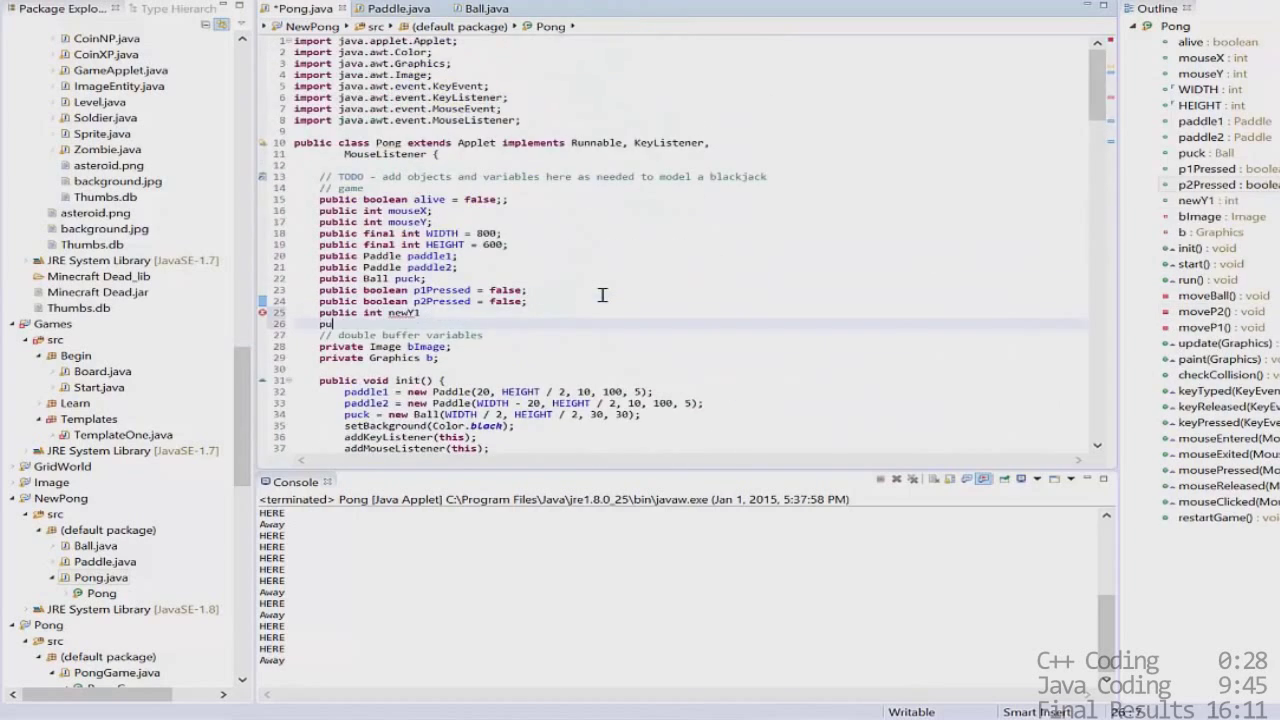 Package Explo...
Type Hierarch
CoinNP.java
CoinXP.java
GameApplet.java
ImageEntity.java
Level.java
Soldier.java
Sprite.java
Zombie.java
asteroid.png
background.jpg
Thumbs.db
asteroid.png
background.jpg
Thumbs.db
JRE System Library [JavaSE-1.7]
Minecraft Dead_lib
Minecraft Dead.jar
Thumbs.db
Games
src
Begin
Board.java
Start.java
Learn
Templates
TemplateOne.java
JRE System Library [JavaSE-1.7]
GridWorld
Image
NewPong
src
(default package)
Ball.java
Paddle.java
Pong.java
Pong
JRE System Library [JavaSE-1.8]
Pong
src
(default package)
PongGame.java
*Pong.java
Paddle.java
Ball.java
NewPong
src
(default package)
Pong
1 import java.applet.Applet;
2 import java.awt.Color;
3 import java.awt.Graphics;
4 import java.awt.Image;
5 import java.awt.event.KeyEvent;
6 import java.awt.event.KeyListener;
7 import java.awt.event.MouseEvent;
8 import java.awt.event.MouseListener;
9
10 public class Pong extends Applet implements Runnable, KeyListener,
11 MouseListener {
12
13 // TODO - add objects and variables here as needed to model a blackjack
14 // game
15 public boolean alive = false;;
16 public int mouseX;
17 public int mouseY;
18 public final int WIDTH = 800;
19 public final int HEIGHT = 600;
20 public Paddle paddle1;
21 public Paddle paddle2;
22 public Ball puck;
23 public boolean p1Pressed = false;
24 public boolean p2Pressed = false;
25 public int newY1
26 pu
27 // double buffer variables
28 private Image bImage;
29 private Graphics b;
30
31 public void init() {
32 paddle1 = new Paddle(20, HEIGHT / 2, 10, 100, 5);
33 paddle2 = new Paddle(WIDTH - 20, HEIGHT / 2, 10, 100, 5);
34 puck = new Ball(WIDTH / 2, HEIGHT / 2, 30, 30);
35 setBackground(Color.black);
36 addKeyListener(this);
37 addMouseListener(this);
Console
<terminated> Pong [Java Applet] C:\Program Files\Java\jre1.8.0_25\bin\javaw.exe (Jan 1, 2015, 5:37:58 PM)
HERE
Away
HERE
HERE
HERE
HERE
HERE
Away
HERE
Away
HERE
HERE
HERE
Away
Outline
Pong
alive : boolean
mouseX : int
mouseY : int
WIDTH : int
HEIGHT : int
paddle1 : Paddle
paddle2 : Paddle
puck : Ball
p1Pressed : boole
p2Pressed : boole
newY1 : int
bImage : Image
b : Graphics
init() : void
start() : void
run() : void
moveBall() : void
moveP2() : void
moveP1() : void
update(Graphics)
paint(Graphics) :
checkCollision() :
keyTyped(KeyEven
keyReleased(KeyE
keyPressed(KeyEv
mouseEntered(Mo
mouseExited(Mou
mousePressed(Mo
mouseReleased(M
mouseClicked(Mou
restartGame() : vo
C++ Coding 0:28
Java Coding 9:45
Final Results 16:11
Writable
Smart Insert